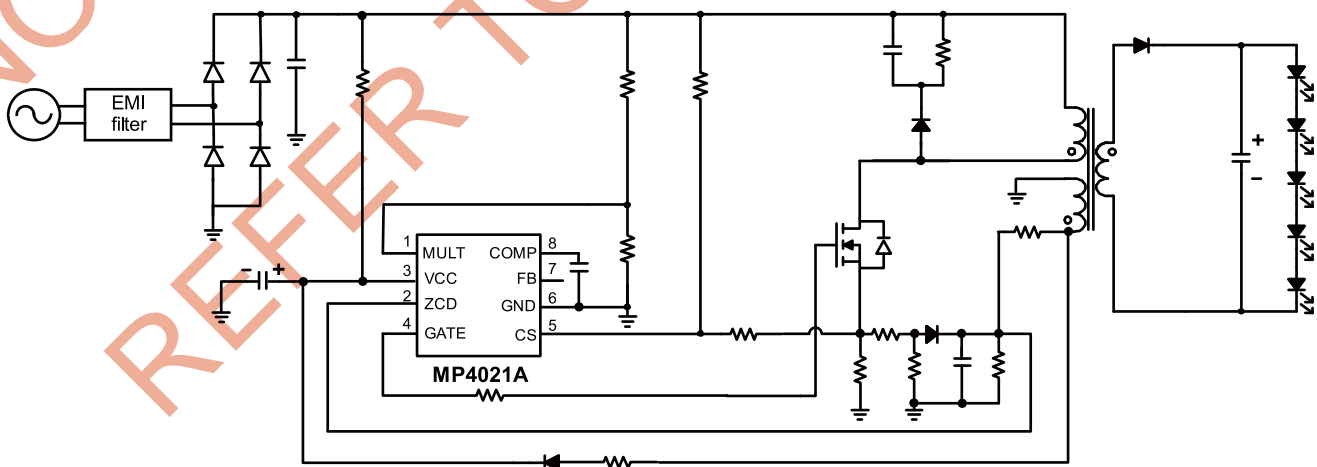 NO
REFER TO
EMI
filter
+
−
− +
1 MULT COMP 8
3 VCC FB 7
2 ZCD GND 6
4 GATE CS 5
MP4021A